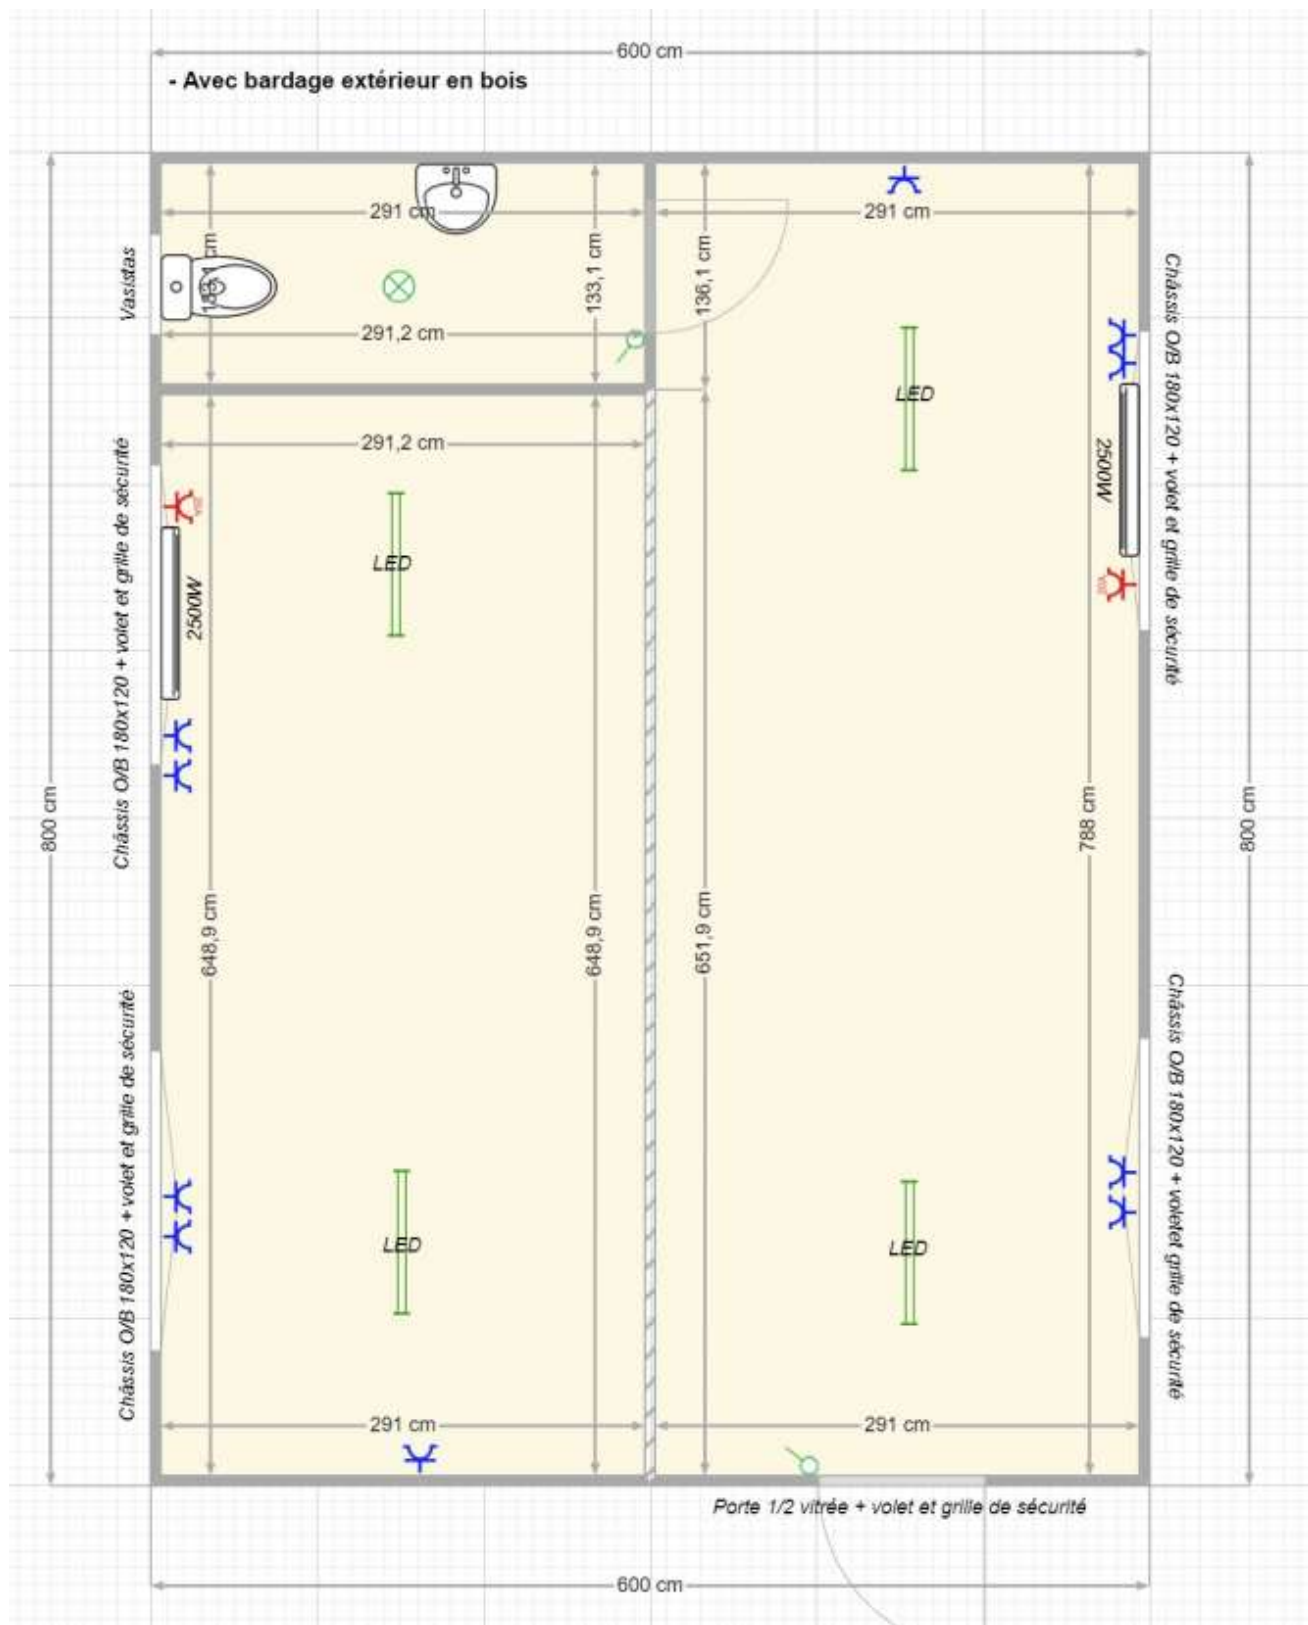 600 cm
- Avec bardage extérieur en bois
291 cm
291 cm
Vasistas
133,1 cm
133,1 cm
136,1 cm
291,2 cm
Châssis O/B 180x120 + volet et grille de sécurité
LED
291,2 cm
2500W
Châssis O/B 180x120 + volet et grille de sécurité
LED
2500W
800 cm
788 cm
800 cm
648,9 cm
648,9 cm
651,9 cm
Châssis O/B 180x120 + volet et grille de sécurité
Châssis O/B 180x120 + voletet grille de sécurité
LED
LED
291 cm
291 cm
Porte 1/2 vitrée + volet et grille de sécurité
600 cm